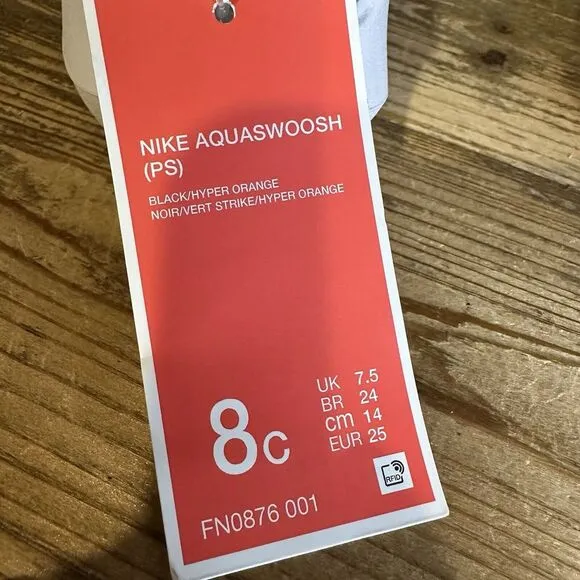 NIKE AQUASWOOSH
(PS)
BLACK/HYPER ORANGE
NOIR/VERT STRIKE/HYPER ORANGE
8c
UK 7.5
BR 24
cm 14
EUR 25
RFID
FN0876 001